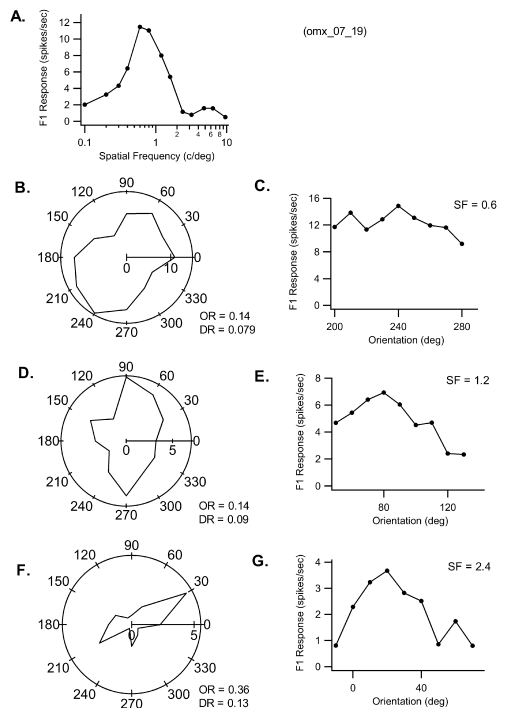 A.
(omx_07_19)
F1 Response (spikes/sec)
12
10
8
6
4
2
0
0.1 1 2 4 6 8 10
Spatial Frequency (c/deg)
B.
90
120 60
150 30
180 0
0 10
210 330
240 300
270
OR = 0.14
DR = 0.079
C.
SF = 0.6
F1 Response (spikes/sec)
16
12
8
4
0
200 240 280
Orientation (deg)
D.
90
120 60
150 30
180 0
0 5
210 330
240 300
270
OR = 0.14
DR = 0.09
E.
SF = 1.2
F1 Response (spikes/sec)
8
6
4
2
0
80 120
Orientation (deg)
F.
90
120 60
150 30
180 0
0 5
210 330
240 300
270
OR = 0.36
DR = 0.13
G.
SF = 2.4
F1 Response (spikes/sec)
4
3
2
1
0
0 40
Orientation (deg)